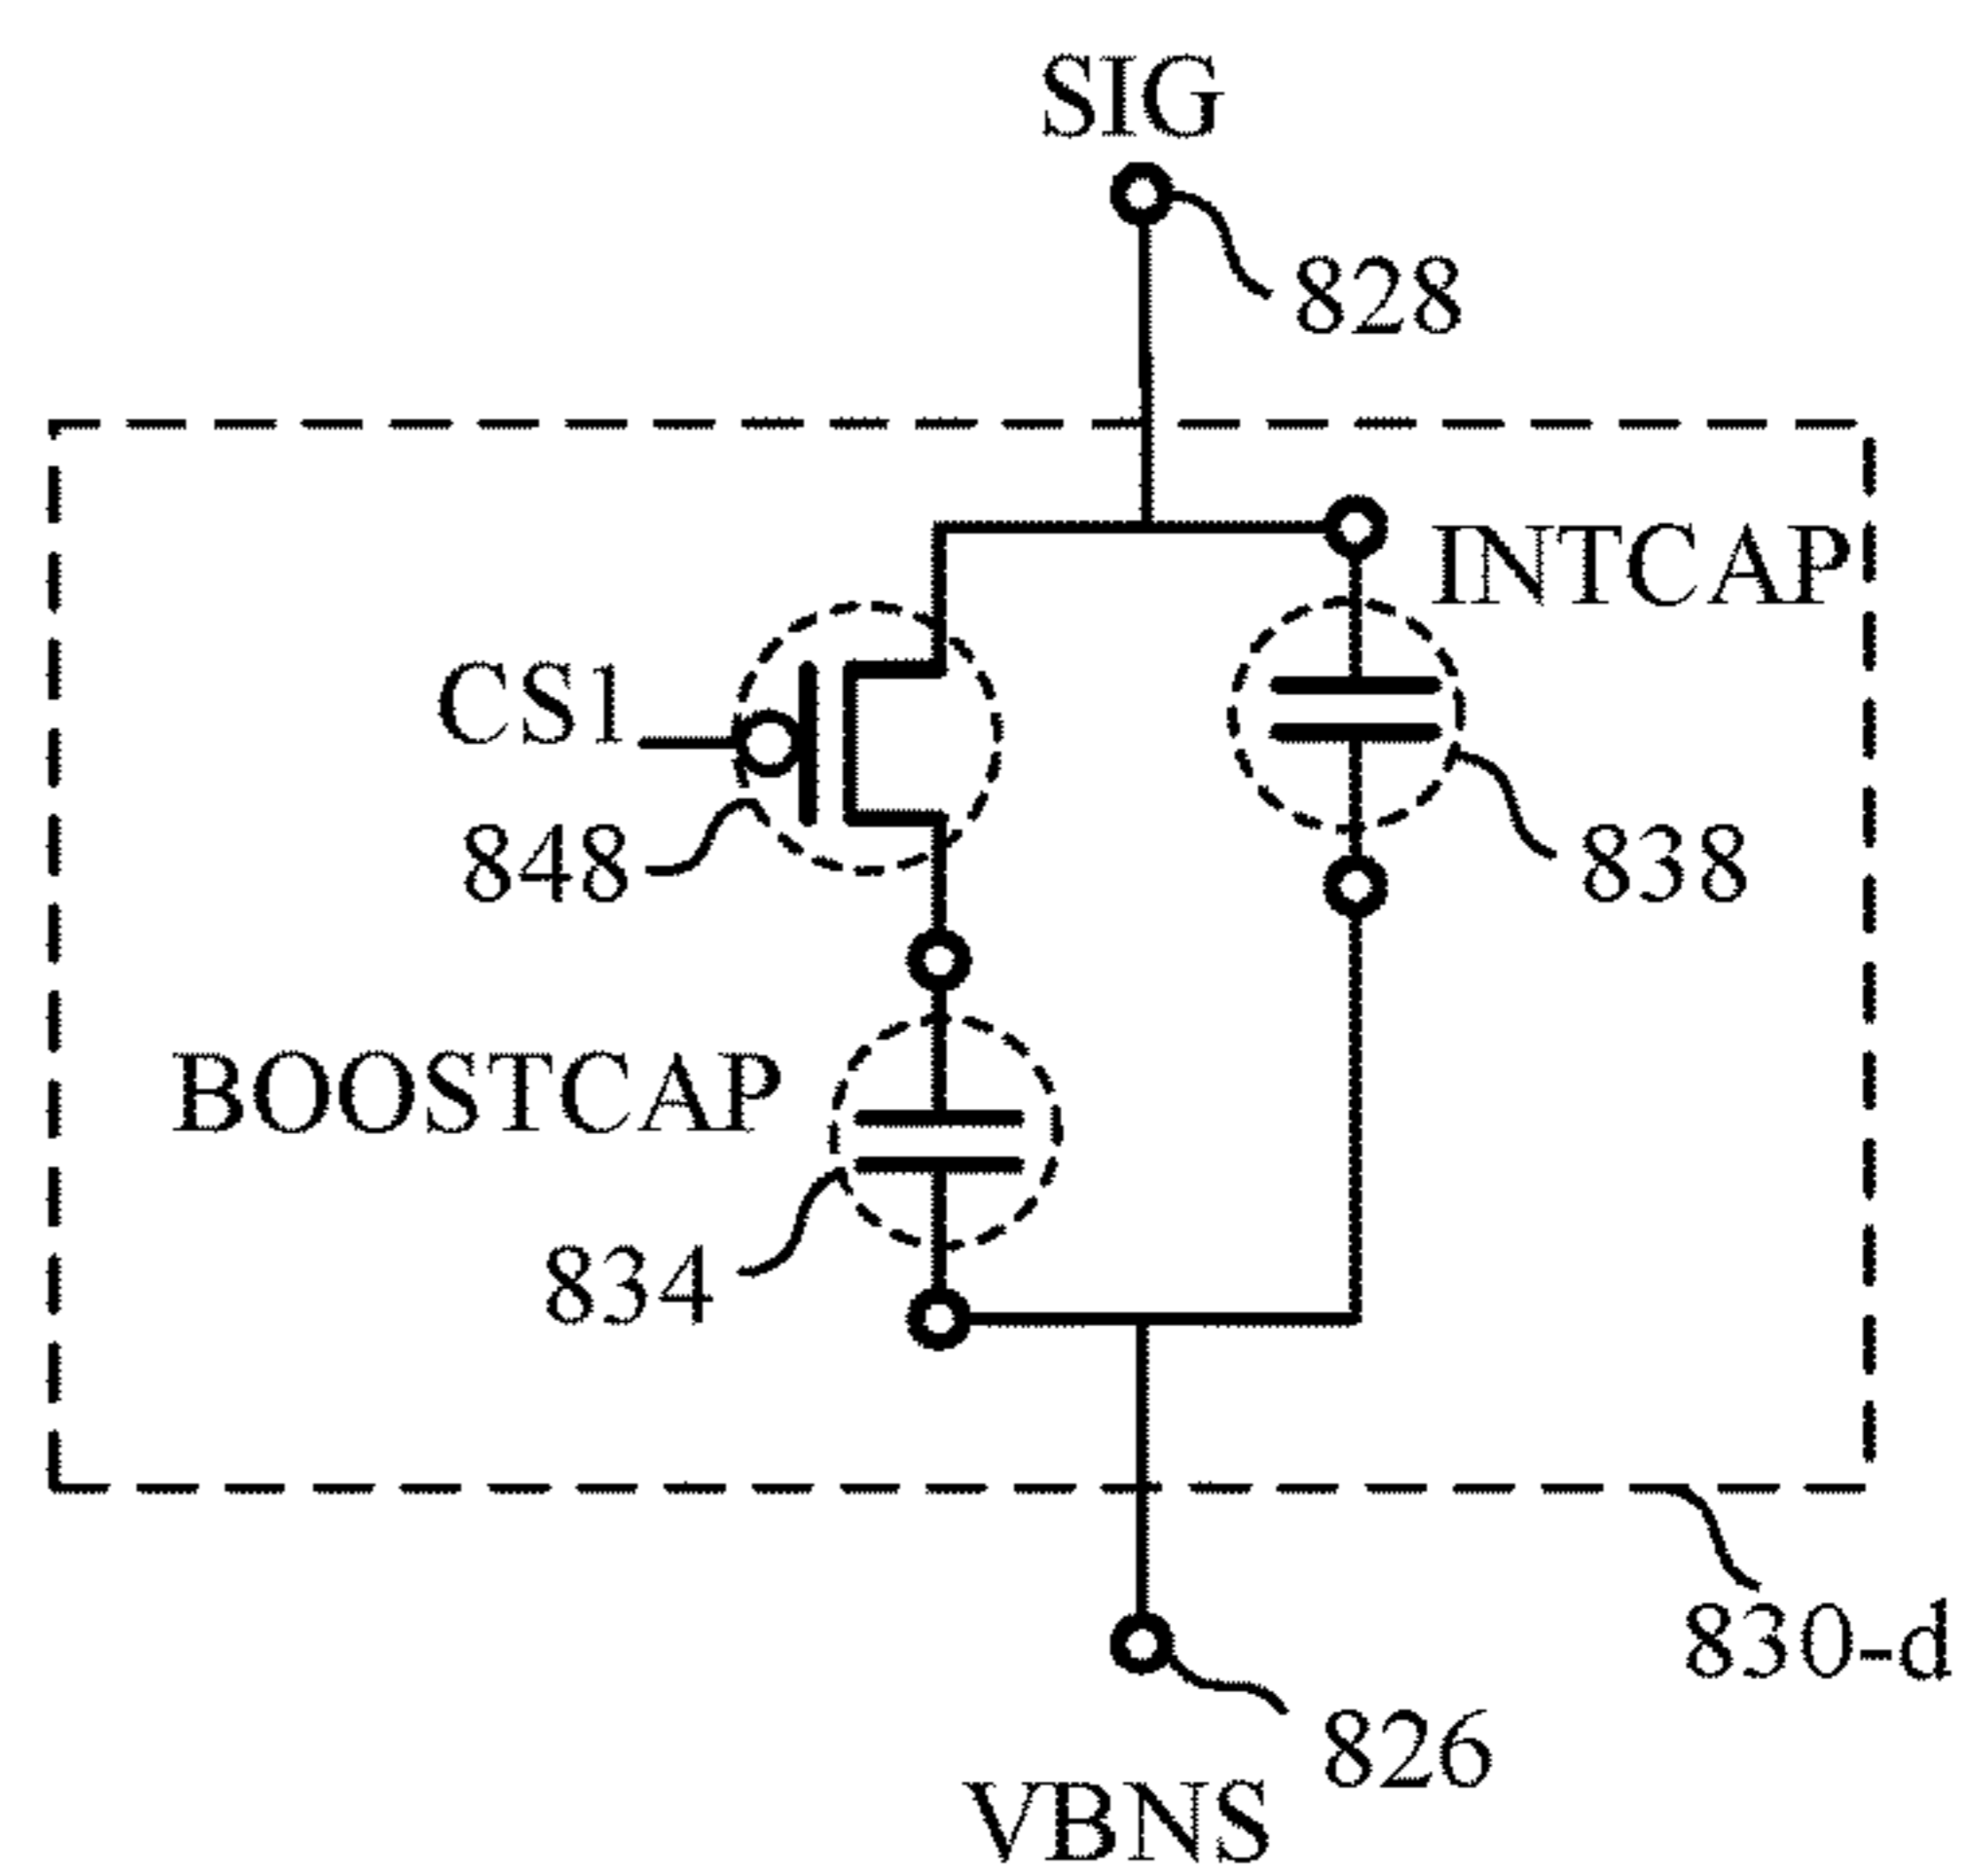 SIG
828
INTCAP
CS1
848
838
BOOSTCAP
834
830-d
826
VBNS